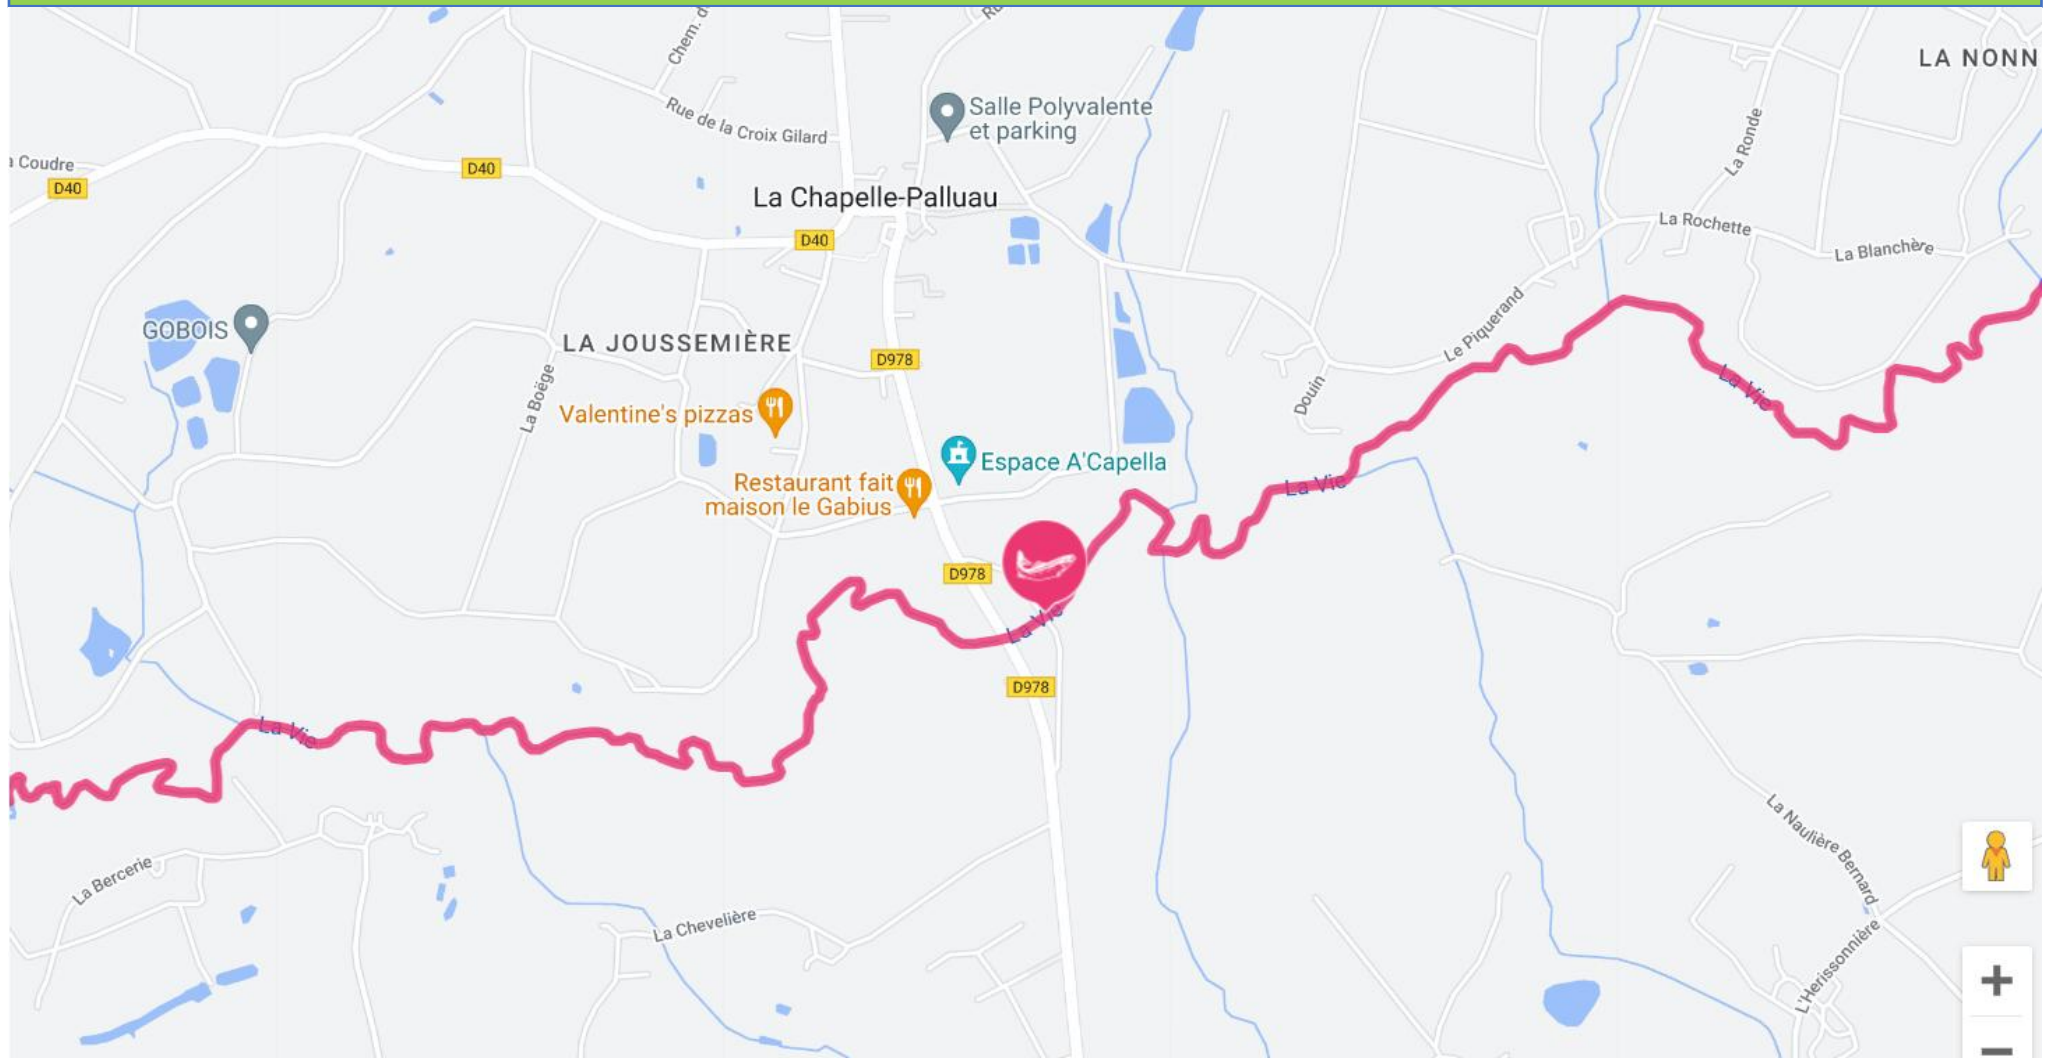 Chem. d
LA NONN
Salle Polyvalente
et parking
Rue de la Croix Gilard
La Ronde
a Coudre
D40
D40
La Chapelle-Palluau
D40
La Rochette
La Blanchère
GOBOIS
LA JOUSSEMIÈRE
D978
Le Piquerand
La Boëge
Valentine's pizzas
Douin
La Vie
Espace A'Capella
Restaurant fait
maison le Gabius
La Vie
D978
La Vie
D978
La Vie
La Naulière Bernard
La Bercerie
La Chevelière
L'Herissonnière